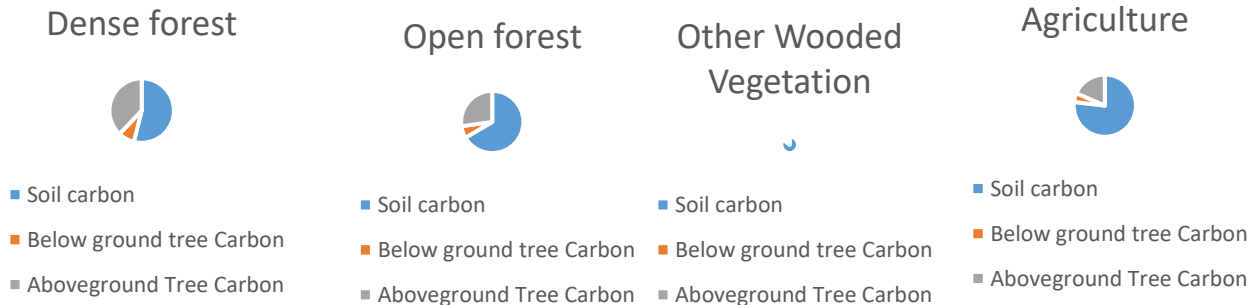 Dense forest
Soil carbon
Below ground tree Carbon
Aboveground Tree Carbon
Open forest
Soil carbon
Below ground tree Carbon
Aboveground Tree Carbon
Other Wooded
Vegetation
Soil carbon
Below ground tree Carbon
Aboveground Tree Carbon
Agriculture
Soil carbon
Below ground tree Carbon
Aboveground Tree Carbon